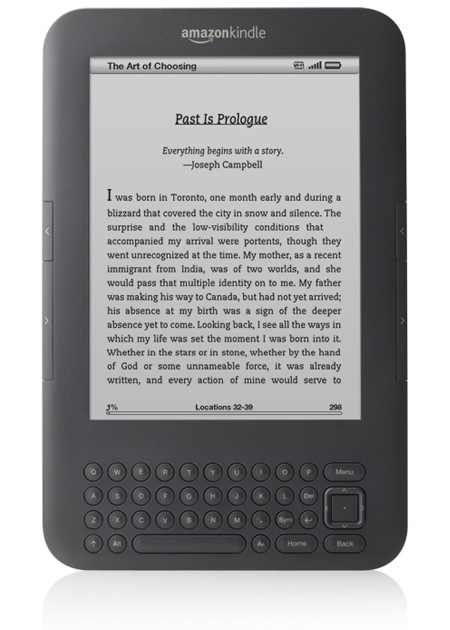 amazonkindle
The Art of Choosing
Past Is Prologue
Everything begins with a story.
—Joseph Campbell
I was born in Toronto, one month early and during a
blizzard that covered the city in snow and silence. The
surprise and the low-visibility conditions that
accompanied my arrival were portents, though they
went unrecognized at the time. My mother, as a recent
immigrant from India, was of two worlds, and she
would pass that multiple identity on to me. My father
was making his way to Canada, but had not yet arrived;
his absence at my birth was a sign of the deeper
absence yet to come. Looking back, I see all the ways in
which my life was set the moment I was born into it.
Whether in the stars or in stone, whether by the hand
of God or some unnameable force, it was already
written, and every action of mine would serve to
1% Locations 32-39 298
Q W E R T Y U I O P Menu
A S D F G H J K L Del
Z X C V B N M . Sym
Alt Aa Home Back